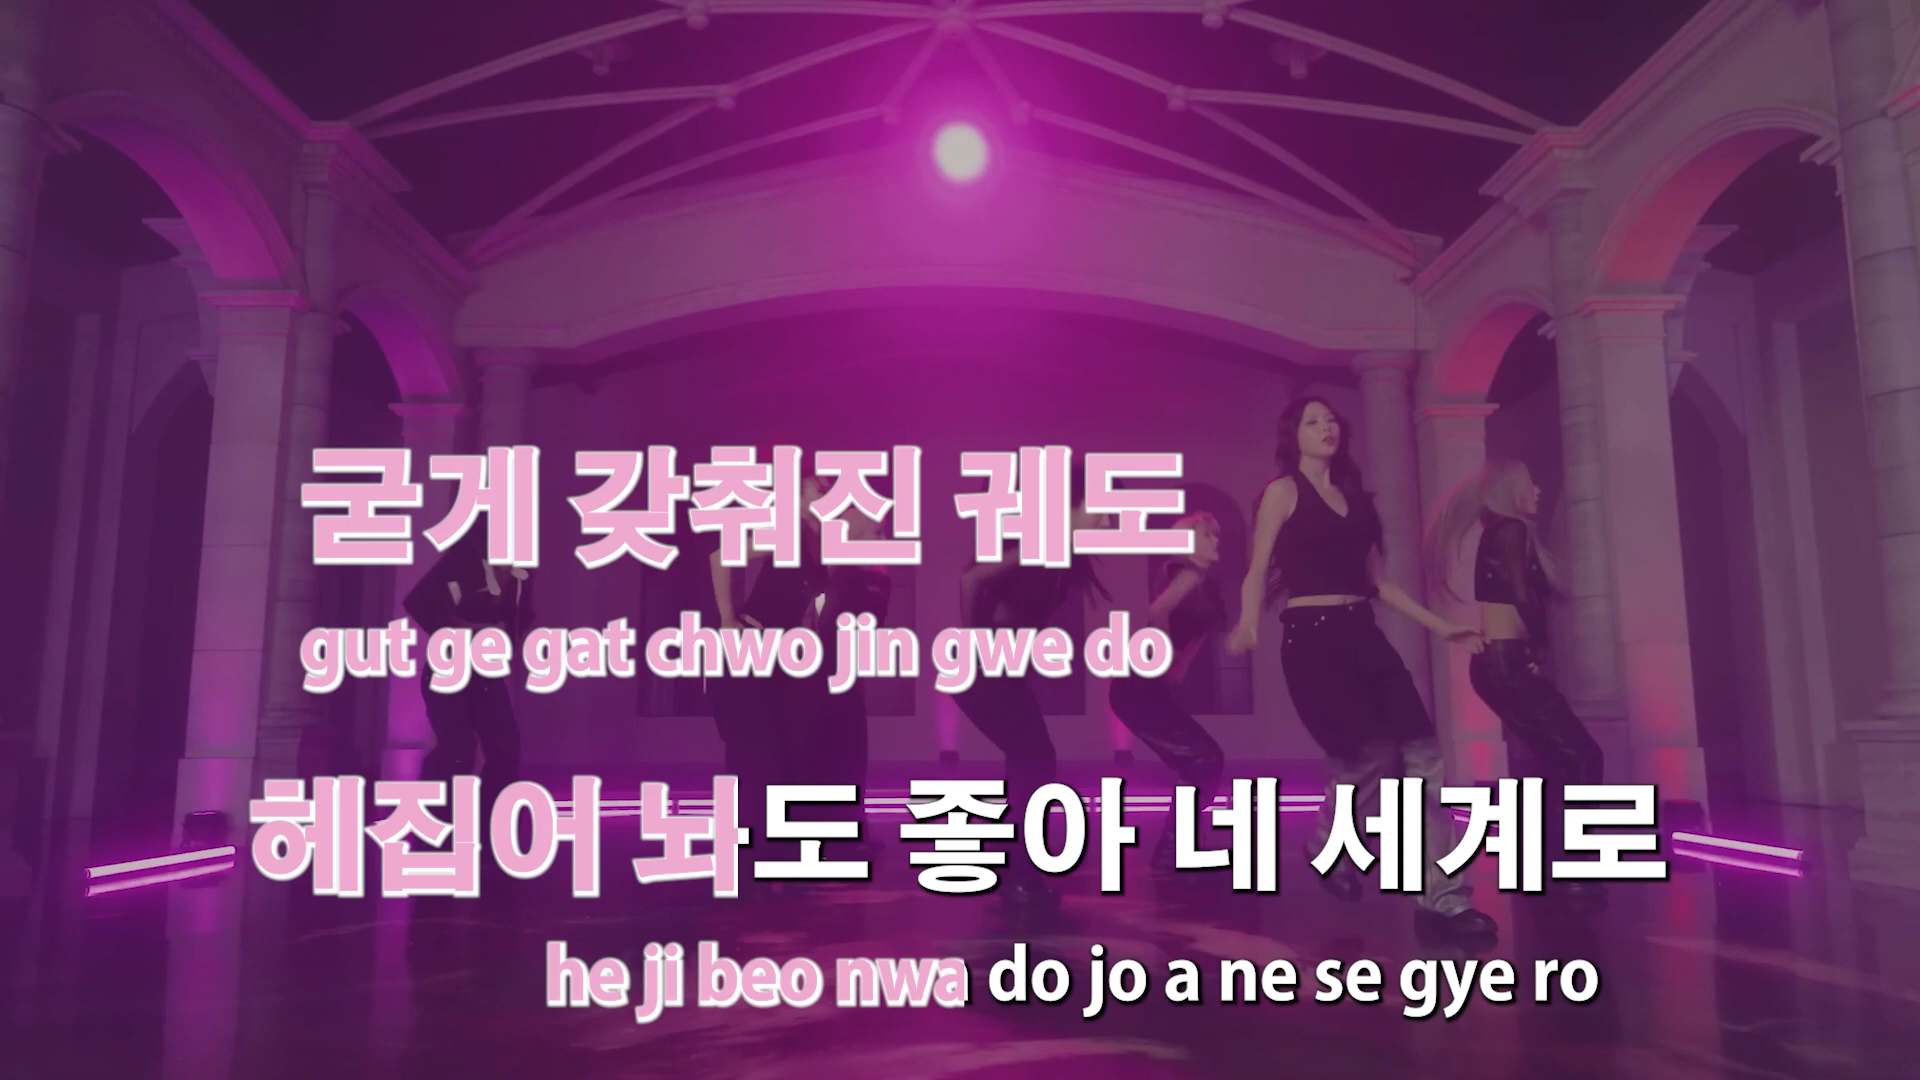 굳게 갖춰진 궤도
gut ge gat chwo jin gwe do
헤집어 놔도 좋아 네 세계로
he ji beo nwa do jo a ne se gye ro